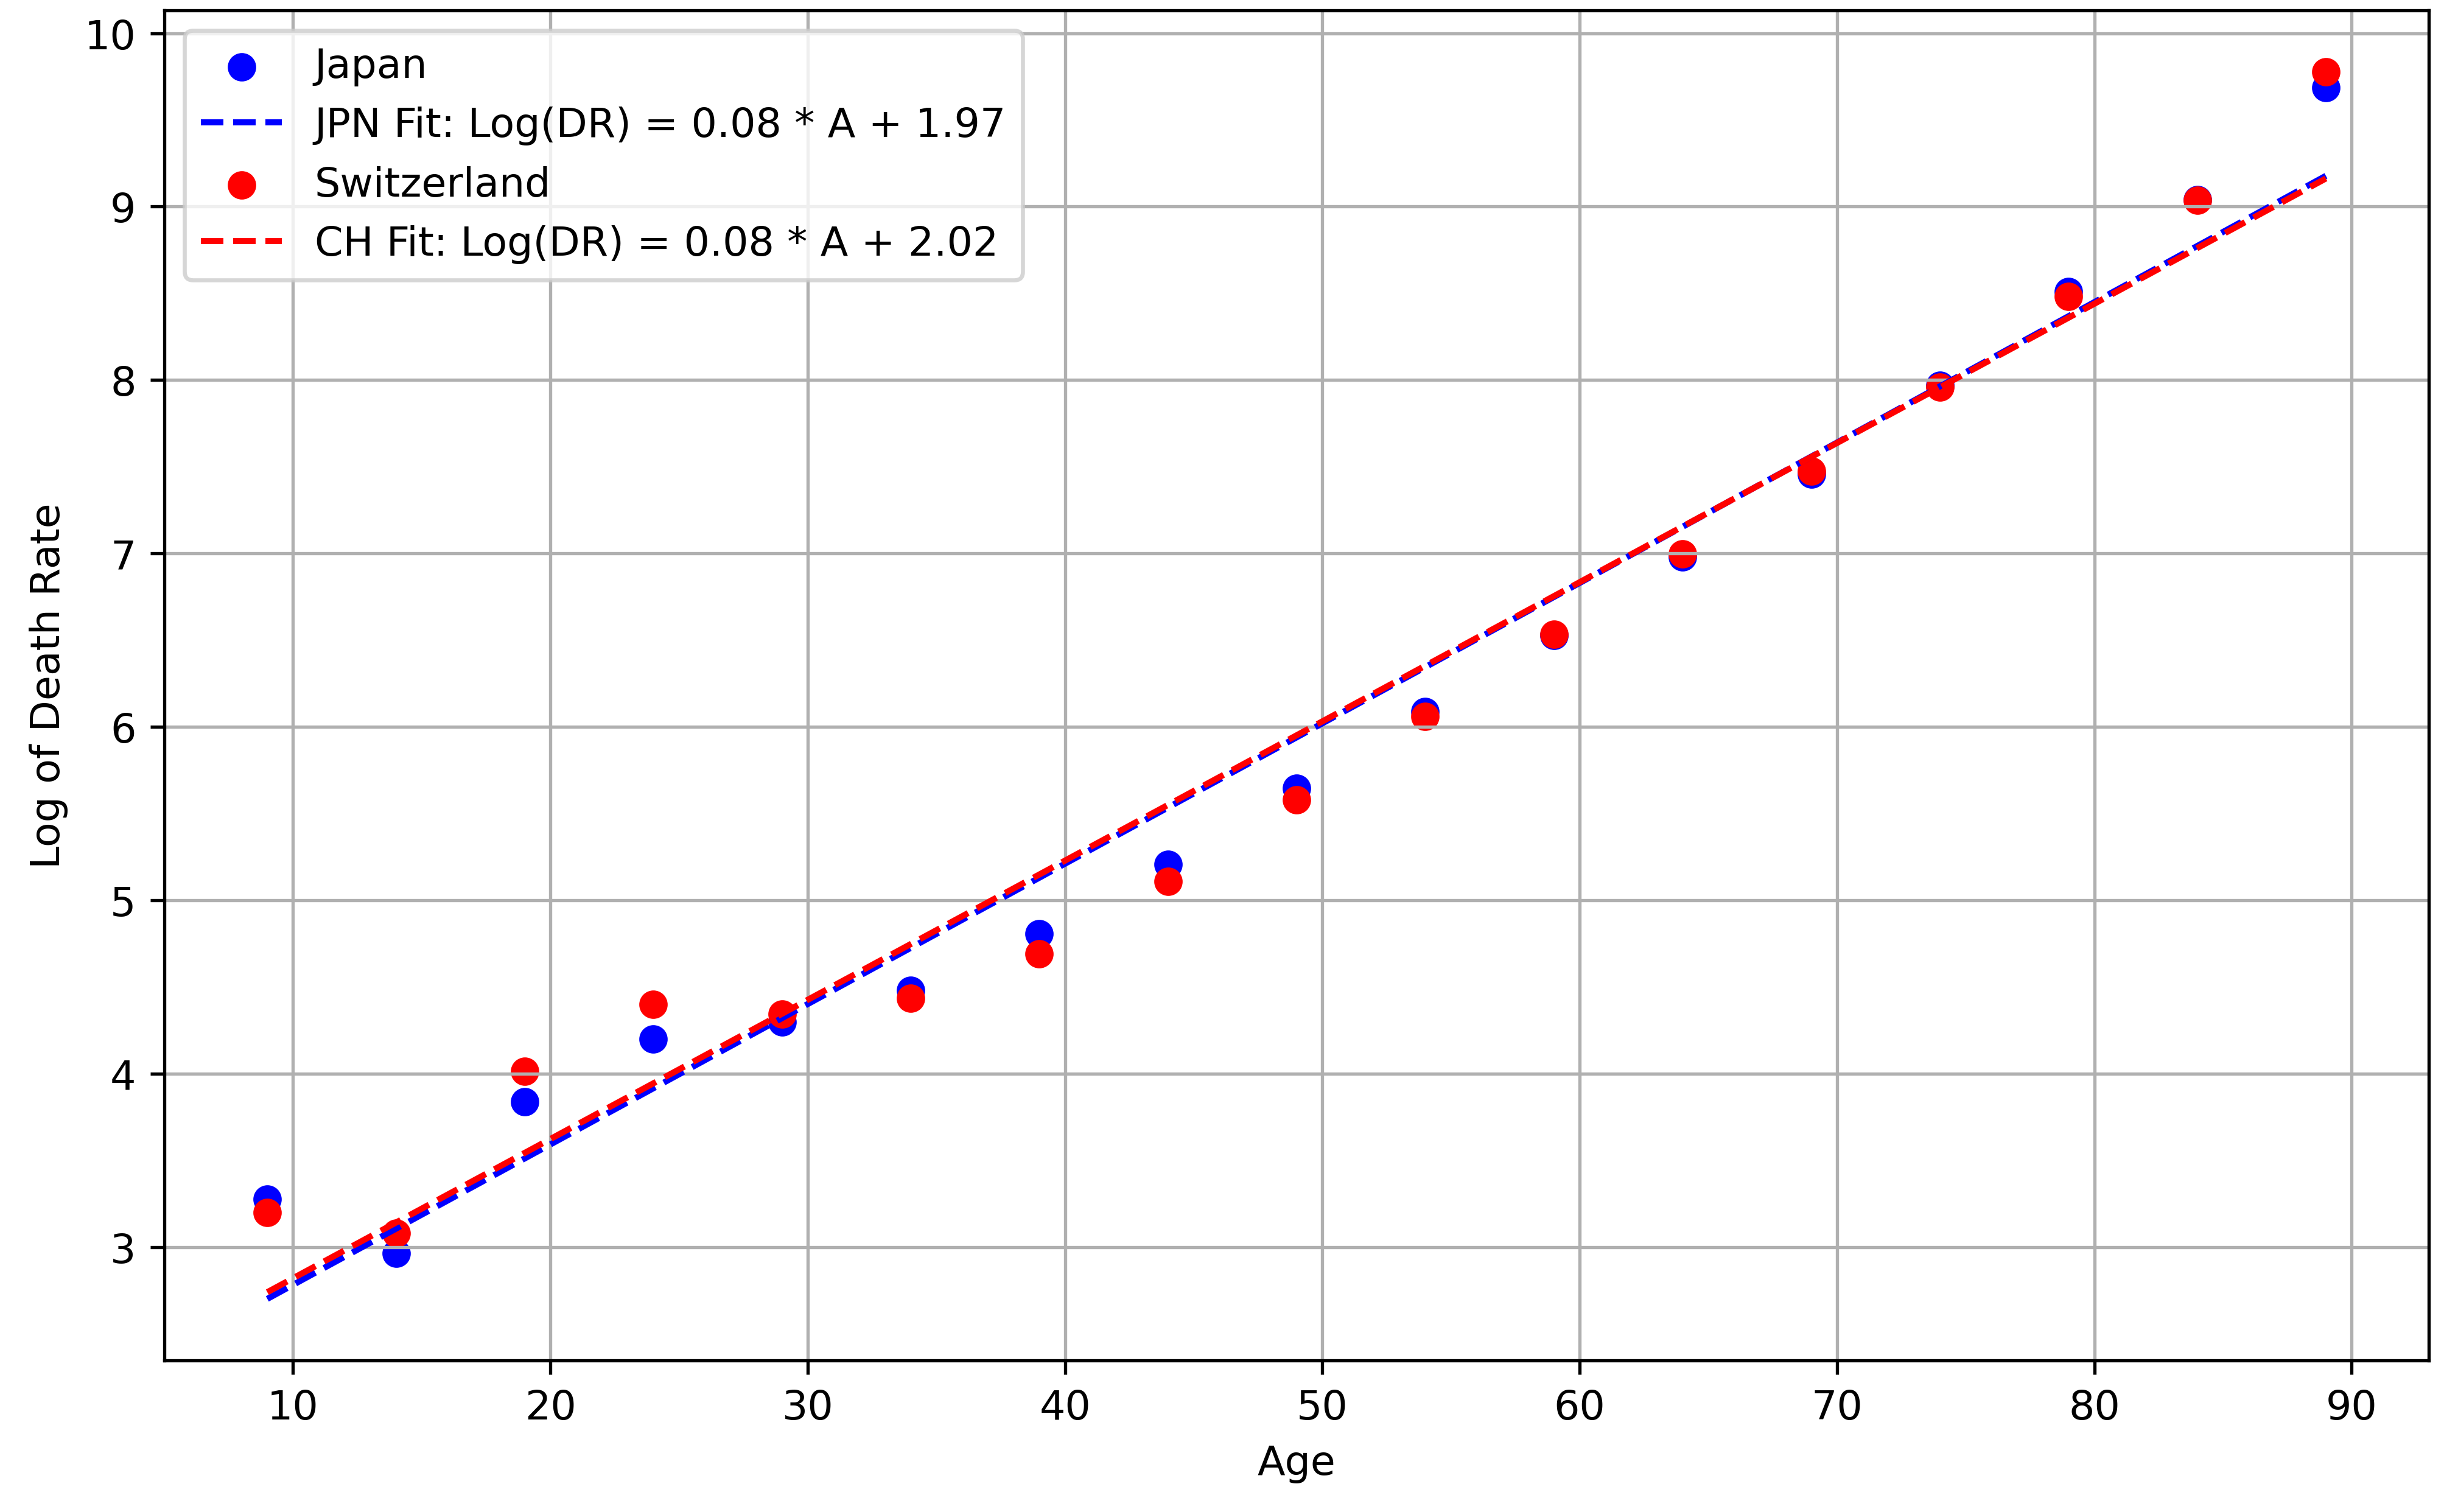 10
9
8
7
6
5
4
3
Log of Death Rate
Japan
JPN Fit: Log(DR) = 0.08 * A + 1.97
Switzerland
CH Fit: Log(DR) = 0.08 * A + 2.02
10 20 30 40 50 60 70 80 90
Age